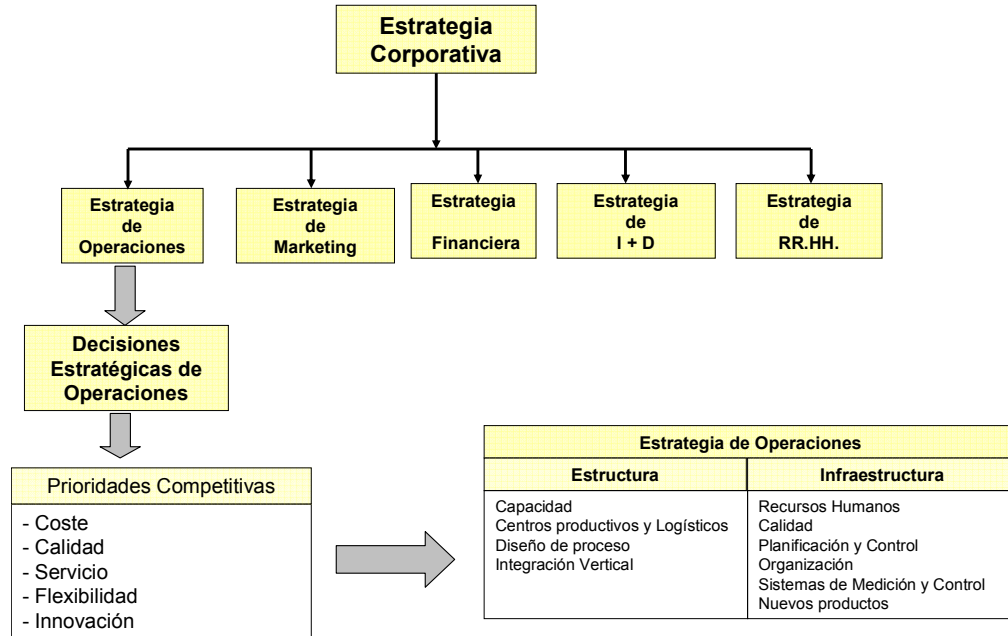 Estrategia
Corporativa
Estrategia
de
Operaciones
Estrategia
de
Marketing
Estrategia
Financiera
Estrategia
de
I + D
Estrategia
de
RR.HH.
Decisiones
Estratégicas de
Operaciones
Prioridades Competitivas
- Coste
- Calidad
- Servicio
- Flexibilidad
- Innovación
Estrategia de Operaciones
Estructura
Capacidad
Centros productivos y Logísticos
Diseño de proceso
Integración Vertical
Infraestructura
Recursos Humanos
Calidad
Planificación y Control
Organización
Sistemas de Medición y Control
Nuevos productos